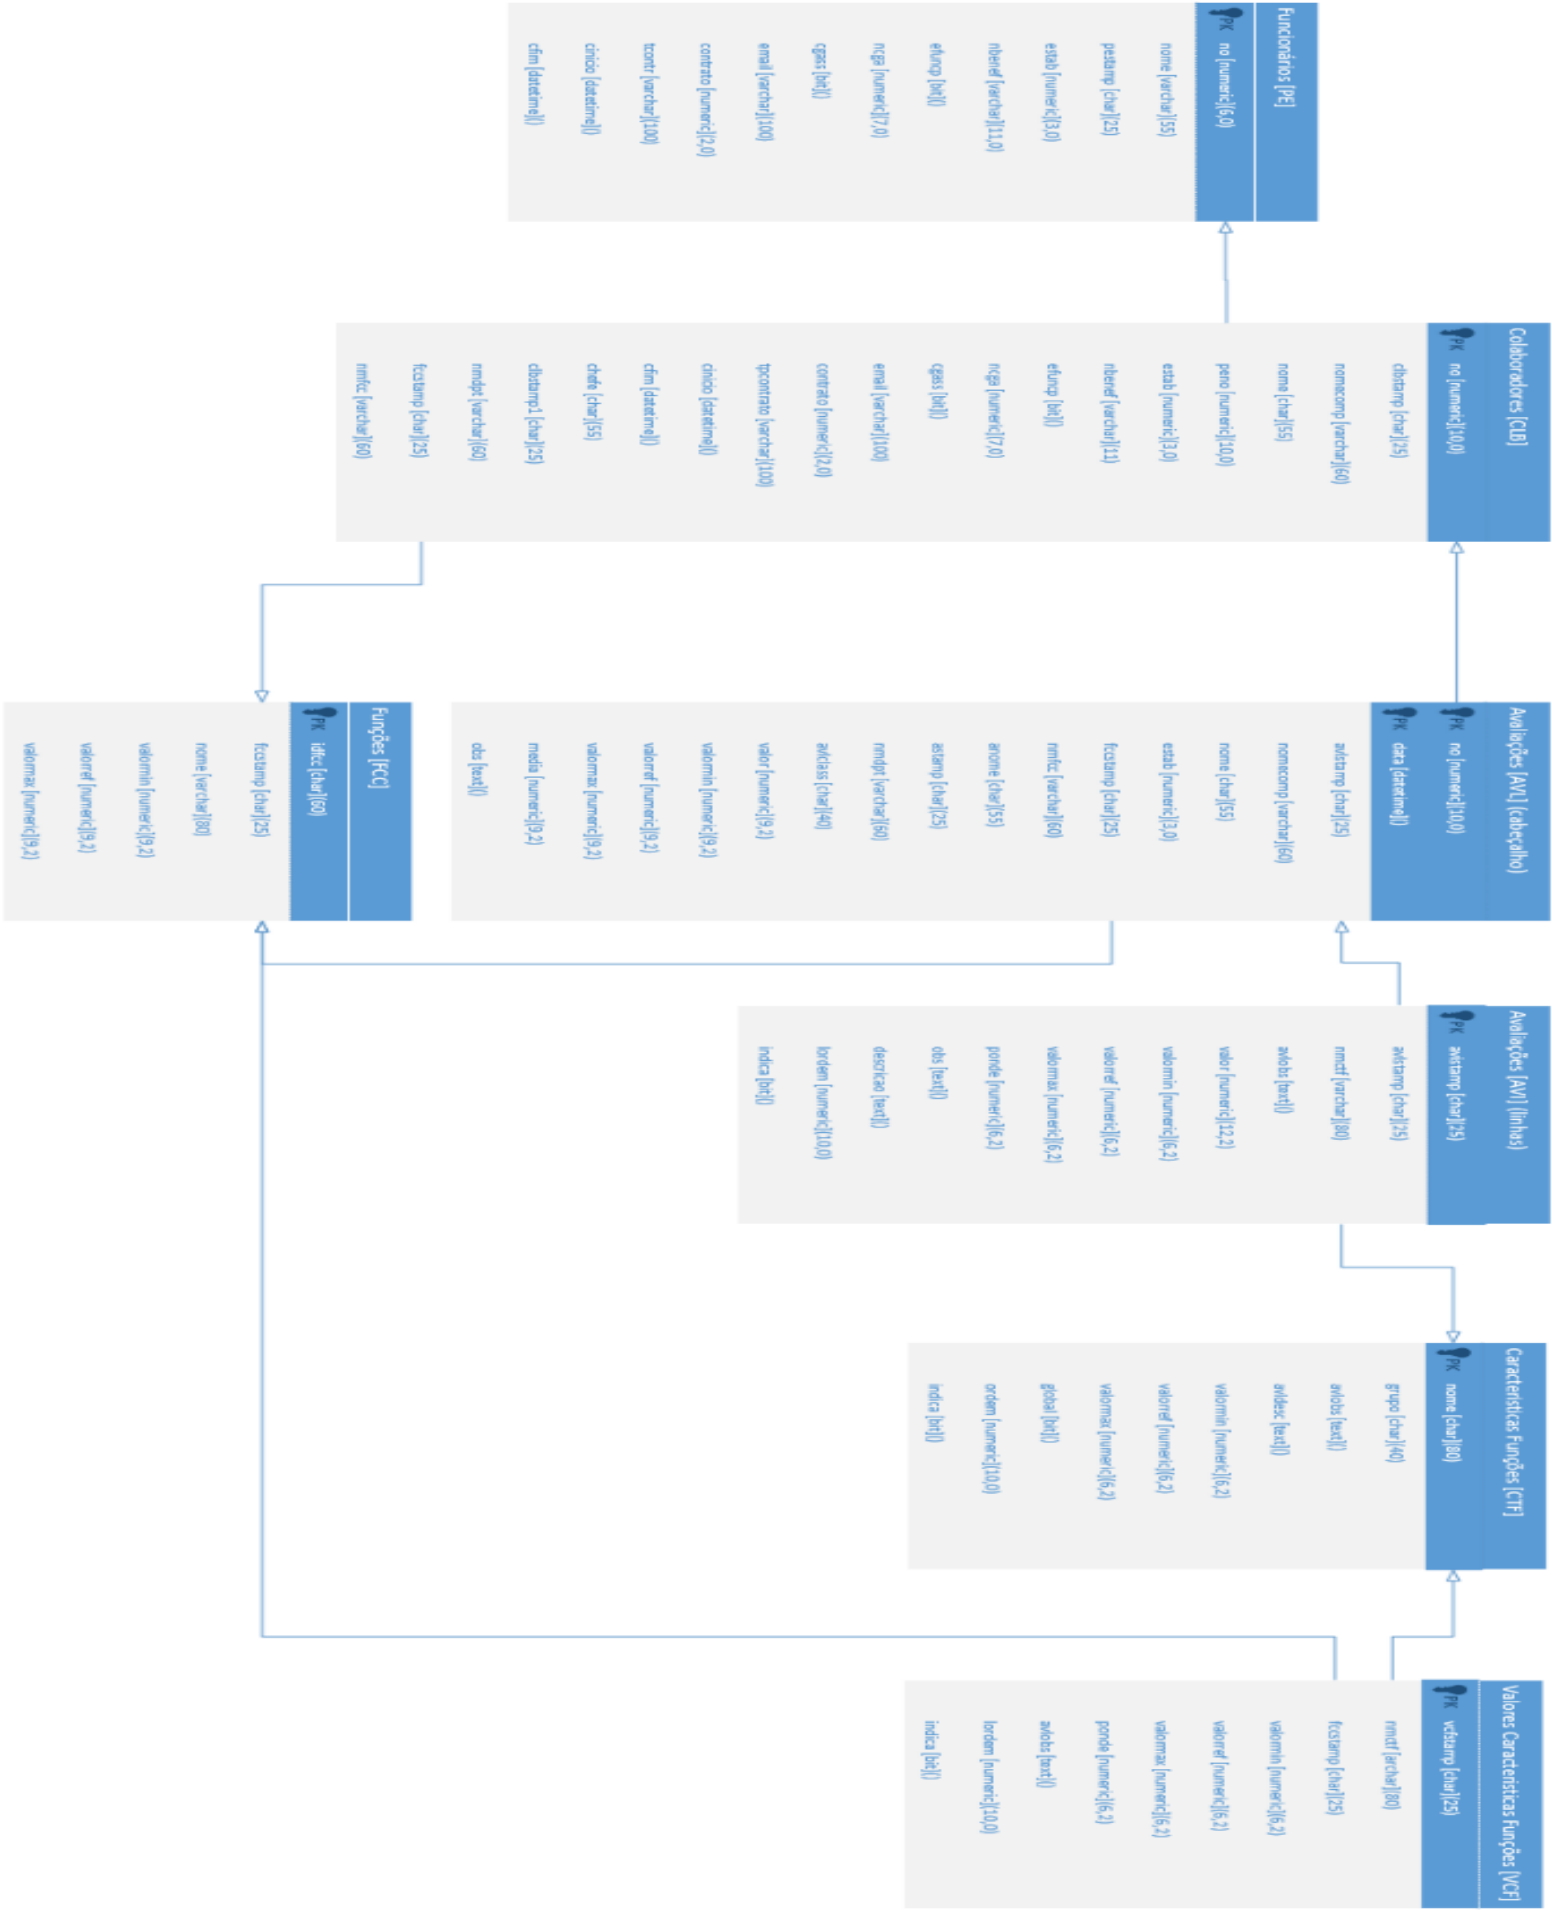 Funcionários [PE]
PK no [numeric](6,0)
nome [varchar](55)
pestamp [char](25)
estab [numeric](3,0)
nbenef [varchar](11,0)
efuncp [bit]()
ncga [numeric](7,0)
cgass [bit]()
email [varchar](100)
contrato [numeric](2,0)
tcontr [varchar](100)
cinicio [datetime]()
cfim [datetime]()
Colaboradores [CLB]
PK no [numeric](10,0)
clbstamp [char](25)
nomecomp [varchar](60)
nome [char](55)
peno [numeric](10,0)
estab [numeric](3,0)
nbenef [varchar](11)
efuncp [bit]()
ncga [numeric](7,0)
cgass [bit]()
email [varchar](100)
contrato [numeric](2,0)
tpcontrato [varchar](100)
cinicio [datetime]()
cfim [datetime]()
chefe [char](55)
clbstamp1 [char](25)
nmdpt [varchar](60)
fccstamp [char](25)
nmfcc [varchar](60)
Avaliações [AVL] (cabeçalho)
PK no [numeric](10,0)
PK data [datetime]()
avlstamp [char](25)
nomecomp [varchar](60)
nome [char](55)
estab [numeric](3,0)
fccstamp [char](25)
nmfcc [varchar](60)
anome [char](55)
astamp [char](25)
nmdpt [varchar](60)
avlclass [char](40)
valor [numeric](9,2)
valormin [numeric](9,2)
valorref [numeric](9,2)
valormax [numeric](9,2)
media [numeric](9,2)
obs [text]()
Funções [FCC]
PK idfcc [char](60)
fccstamp [char](25)
nome [varchar](80)
valormin [numeric](9,2)
valorref [numeric](9,2)
valormax [numeric](9,2)
Avaliações [AVI] (linhas)
PK avistamp [char](25)
avlstamp [char](25)
nmctf [varchar](80)
avlobs [text]()
valor [numeric](12,2)
valormin [numeric](6,2)
valorref [numeric](6,2)
valormax [numeric](6,2)
ponde [numeric](6,2)
obs [text]()
descricao [text]()
lordem [numeric](10,0)
indica [bit]()
Características Funções [CTF]
PK nome [char](80)
grupo [char](40)
avlobs [text]()
avldesc [text]()
valormin [numeric](6,2)
valorref [numeric](6,2)
valormax [numeric](6,2)
global [bit]()
ordem [numeric](10,0)
indica [bit]()
Valores Características Funções [VCF]
PK vcfstamp [char](25)
nmctf [archar](80)
fccstamp [char](25)
valormin [numeric](6,2)
valorref [numeric](6,2)
valormax [numeric](6,2)
ponde [numeric](6,2)
avlobs [text]()
lordem [numeric](10,0)
indica [bit]()